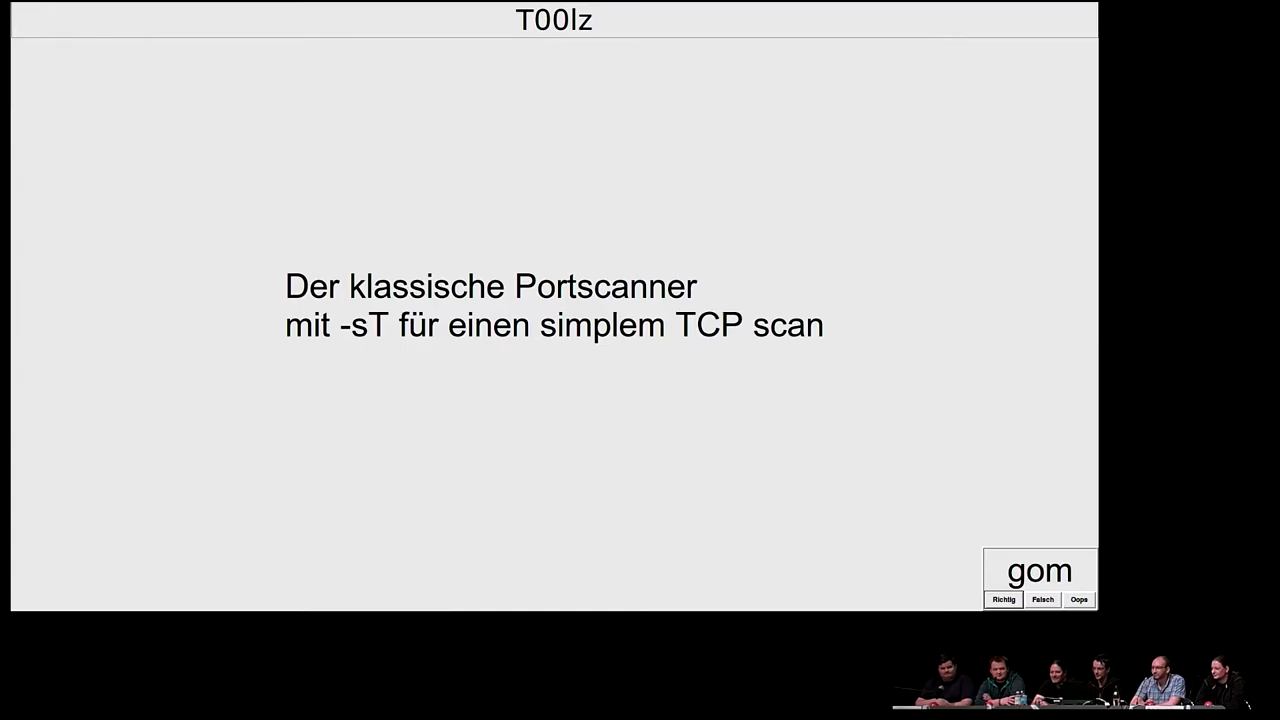 T00lz
Der klassische Portscanner
mit -sT für einen simplem TCP scan
gom
Richtig
Falsch
Oops